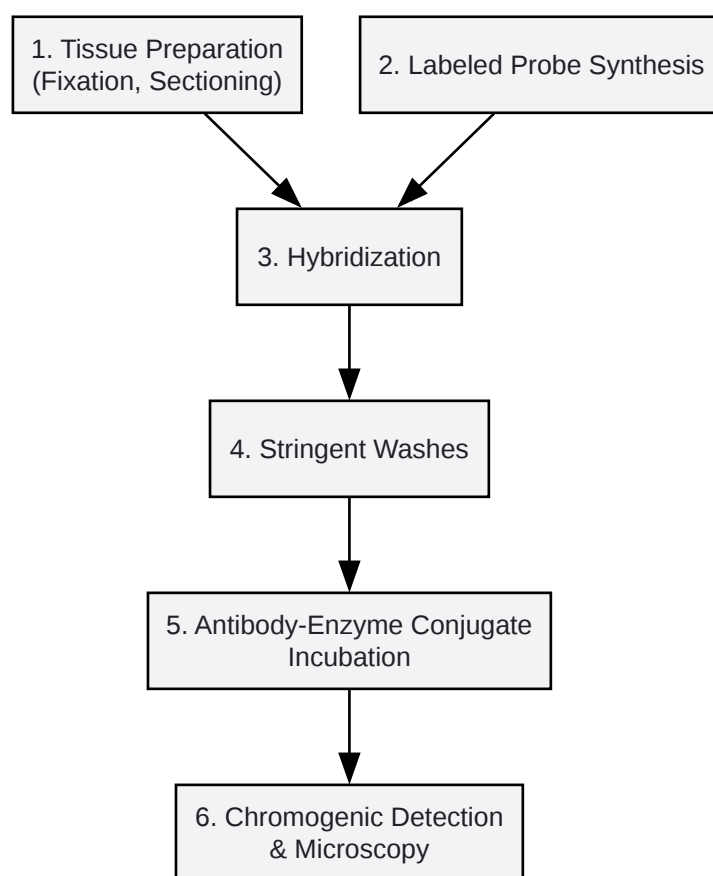 1. Tissue Preparation
(Fixation, Sectioning)
2. Labeled Probe Synthesis
3. Hybridization
4. Stringent Washes
5. Antibody-Enzyme Conjugate
Incubation
6. Chromogenic Detection
& Microscopy